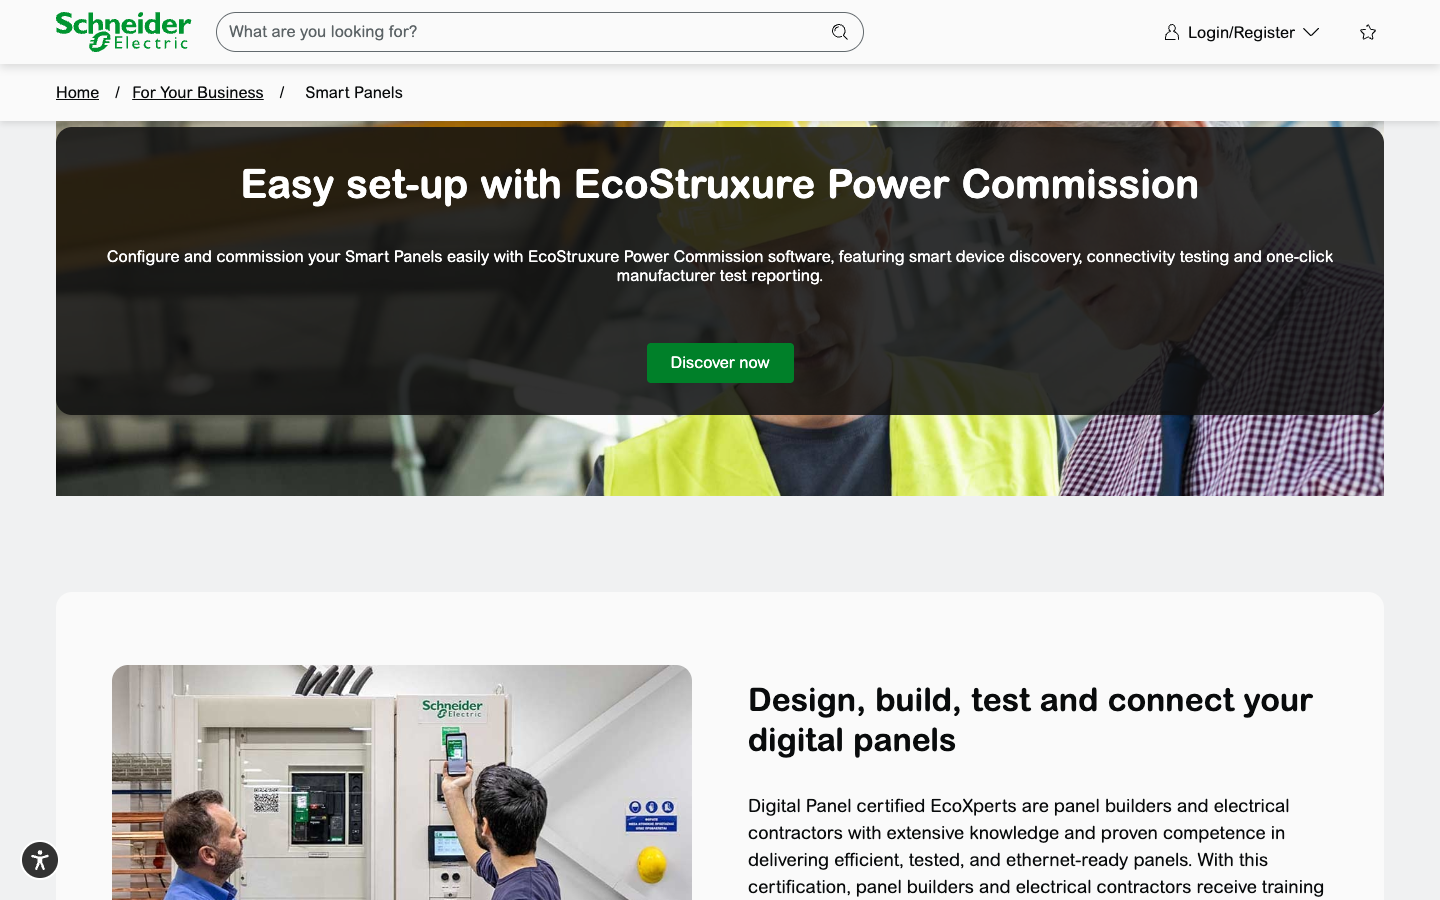 Schneider
Electric
What are you looking for?
Login/Register
Home / For Your Business / Smart Panels
Easy set-up with EcoStruxure Power Commission
Configure and commission your Smart Panels easily with EcoStruxure Power Commission software, featuring smart device discovery, connectivity testing and one-click
manufacturer test reporting.
Discover now
Schneider
Electric
Design, build, test and connect your
digital panels
Digital Panel certified EcoXperts are panel builders and electrical
contractors with extensive knowledge and proven competence in
delivering efficient, tested, and ethernet-ready panels. With this
certification, panel builders and electrical contractors receive training